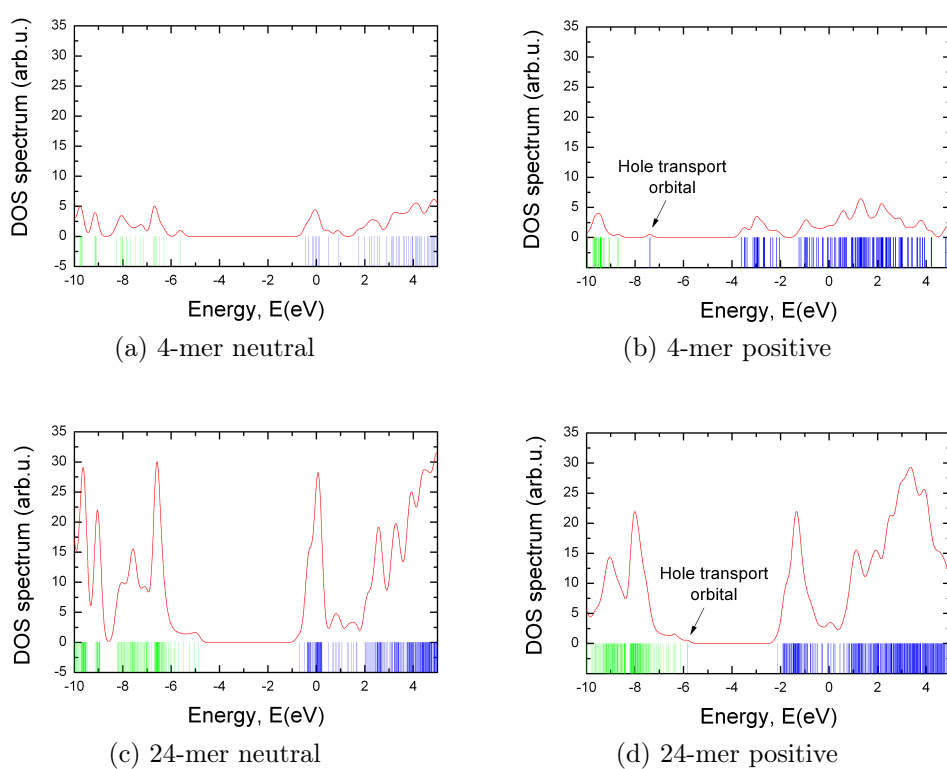 35
30
25
20
15
10
5
0
-5
DOS spectrum (arb.u.)
-10 -8 -6 -4 -2 0 2 4
Energy, E(eV)
(a) 4-mer neutral
35
30
25
20
15
10
5
0
-5
DOS spectrum (arb.u.)
Hole transport
orbital
-10 -8 -6 -4 -2 0 2 4
Energy, E(eV)
(b) 4-mer positive
35
30
25
20
15
10
5
0
-5
DOS spectrum (arb.u.)
-10 -8 -6 -4 -2 0 2 4
Energy, E(eV)
(c) 24-mer neutral
35
30
25
20
15
10
5
0
-5
DOS spectrum (arb.u.)
Hole transport
orbital
-10 -8 -6 -4 -2 0 2 4
Energy, E(eV)
(d) 24-mer positive